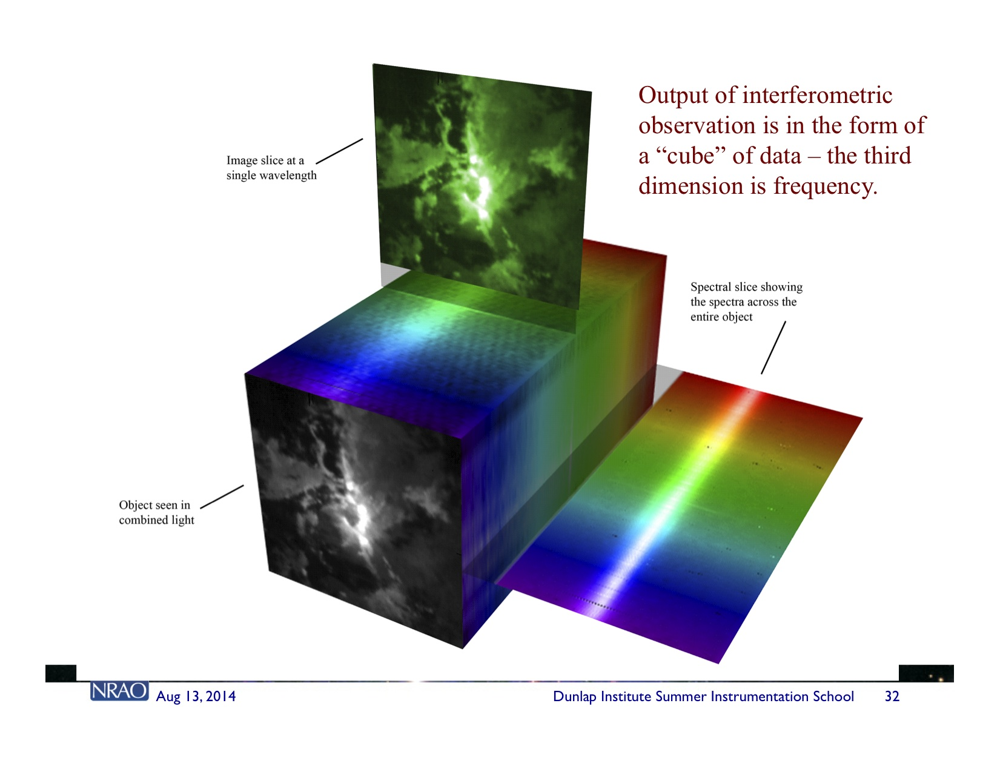 Output of interferometric
observation is in the form of
a “cube” of data – the third
dimension is frequency.
Image slice at a
single wavelength
Spectral slice showing
the spectra across the
entire object
Object seen in
combined light
NRAO
Aug 13, 2014
Dunlap Institute Summer Instrumentation School
32